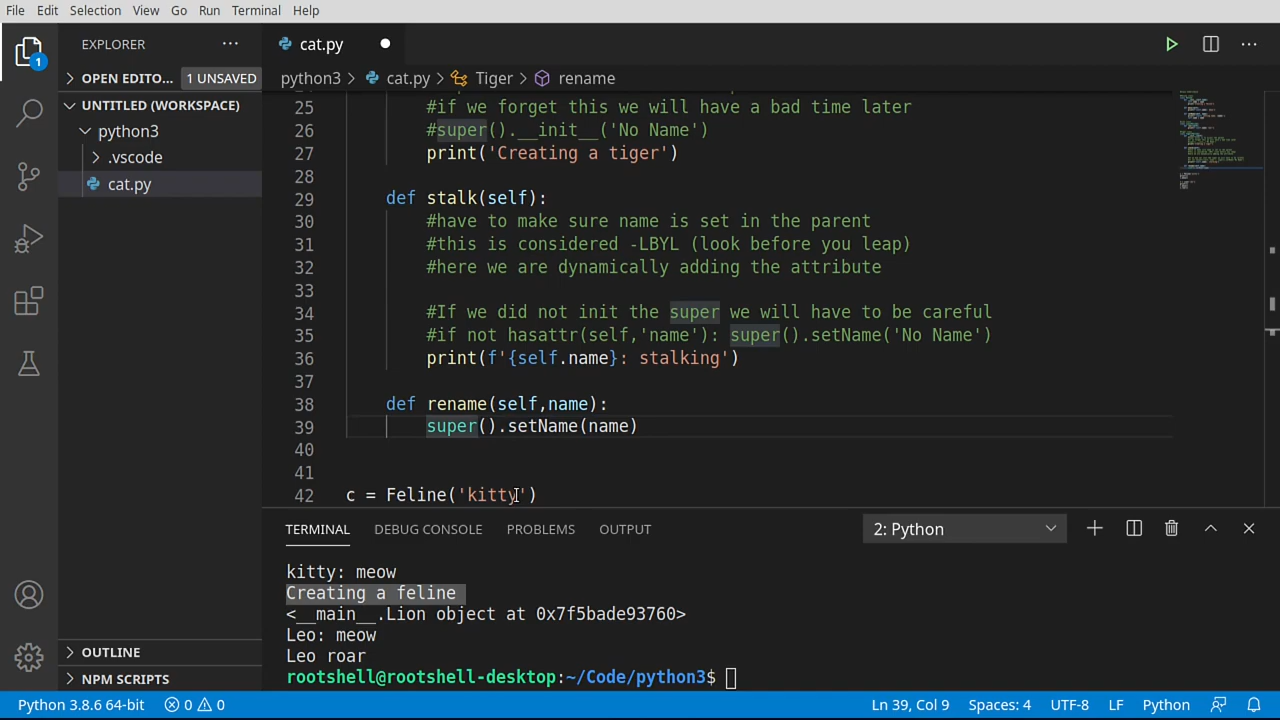 File Edit Selection View Go Run Terminal Help
EXPLORER
cat.py
1
OPEN EDITO... 1 UNSAVED
python3 > cat.py > Tiger > rename
UNTITLED (WORKSPACE)
python3
.vscode
cat.py
25 #if we forget this we will have a bad time later
26 #super().__init__('No Name')
27 print('Creating a tiger')
28
29 def stalk(self):
30 #have to make sure name is set in the parent
31 #this is considered -LBYL (look before you leap)
32 #here we are dynamically adding the attribute
33
34 #If we did not init the super we will have to be careful
35 #if not hasattr(self,'name'): super().setName('No Name')
36 print(f'{self.name}: stalking')
37
38 def rename(self,name):
39 super().setName(name)
40
41
42 c = Feline('kitty')
TERMINAL DEBUG CONSOLE PROBLEMS OUTPUT 2: Python
kitty: meow
Creating a feline
<__main__.Lion object at 0x7f5bade93760>
Leo: meow
Leo roar
rootshell@rootshell-desktop:~/Code/python3$
OUTLINE
NPM SCRIPTS
Python 3.8.6 64-bit 0 0 Ln 39, Col 9 Spaces: 4 UTF-8 LF Python